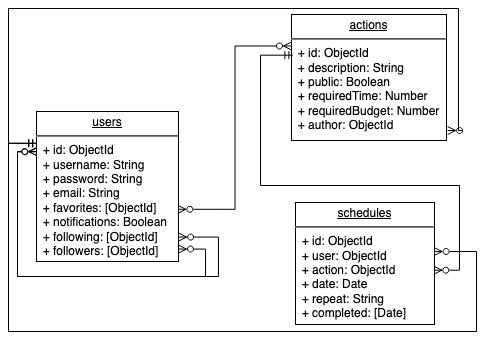 actions
+ id: ObjectId
+ description: String
+ public: Boolean
+ requiredTime: Number
+ requiredBudget: Number
+ author: ObjectId
users
+ id: ObjectId
+ username: String
+ password: String
+ email: String
+ favorites: [ObjectId]
+ notifications: Boolean
+ following: [ObjectId]
+ followers: [ObjectId]
schedules
+ id: ObjectId
+ user: ObjectId
+ action: ObjectId
+ date: Date
+ repeat: String
+ completed: [Date]